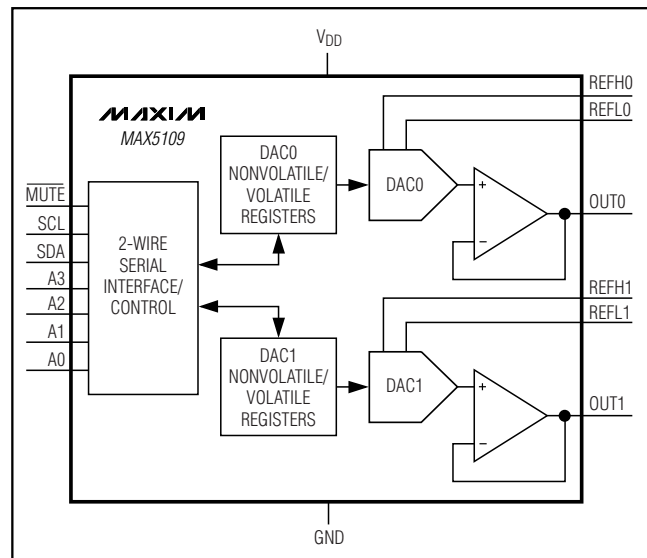 VDD
MAXIM
MAX5109
REFH0
REFL0
DAC0
NONVOLATILE/
VOLATILE
REGISTERS
DAC0
+
−
OUT0
MUTE
SCL
SDA
A3
A2
A1
A0
2-WIRE
SERIAL
INTERFACE/
CONTROL
REFH1
REFL1
DAC1
NONVOLATILE/
VOLATILE
REGISTERS
DAC1
+
−
OUT1
GND